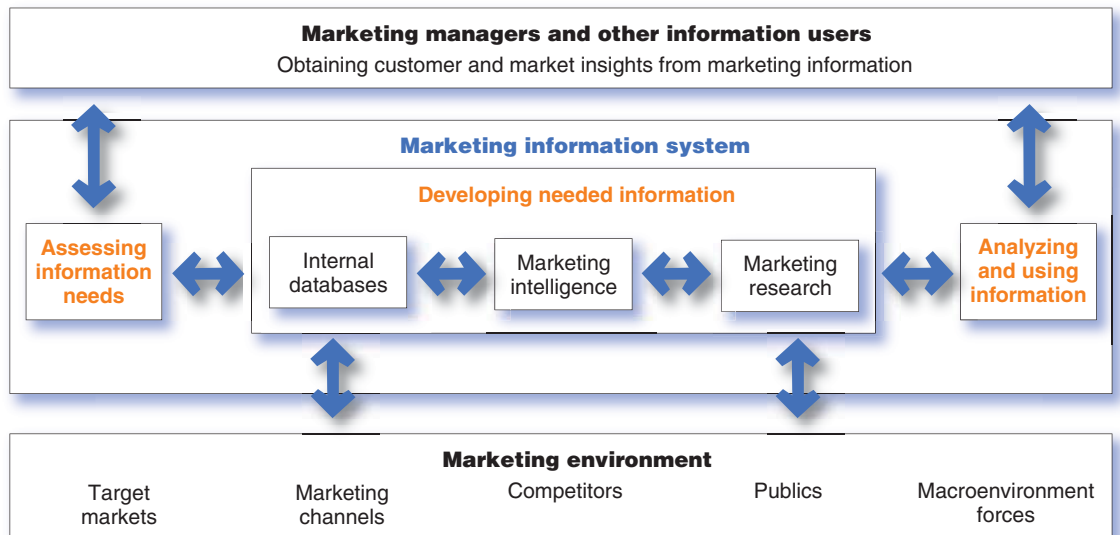 Marketing managers and other information users
Obtaining customer and market insights from marketing information
Marketing information system
Developing needed information
Assessing
information
needs
Internal
databases
Marketing
intelligence
Marketing
research
Analyzing
and using
information
Marketing environment
Target
markets
Marketing
channels
Competitors
Publics
Macroenvironment
forces